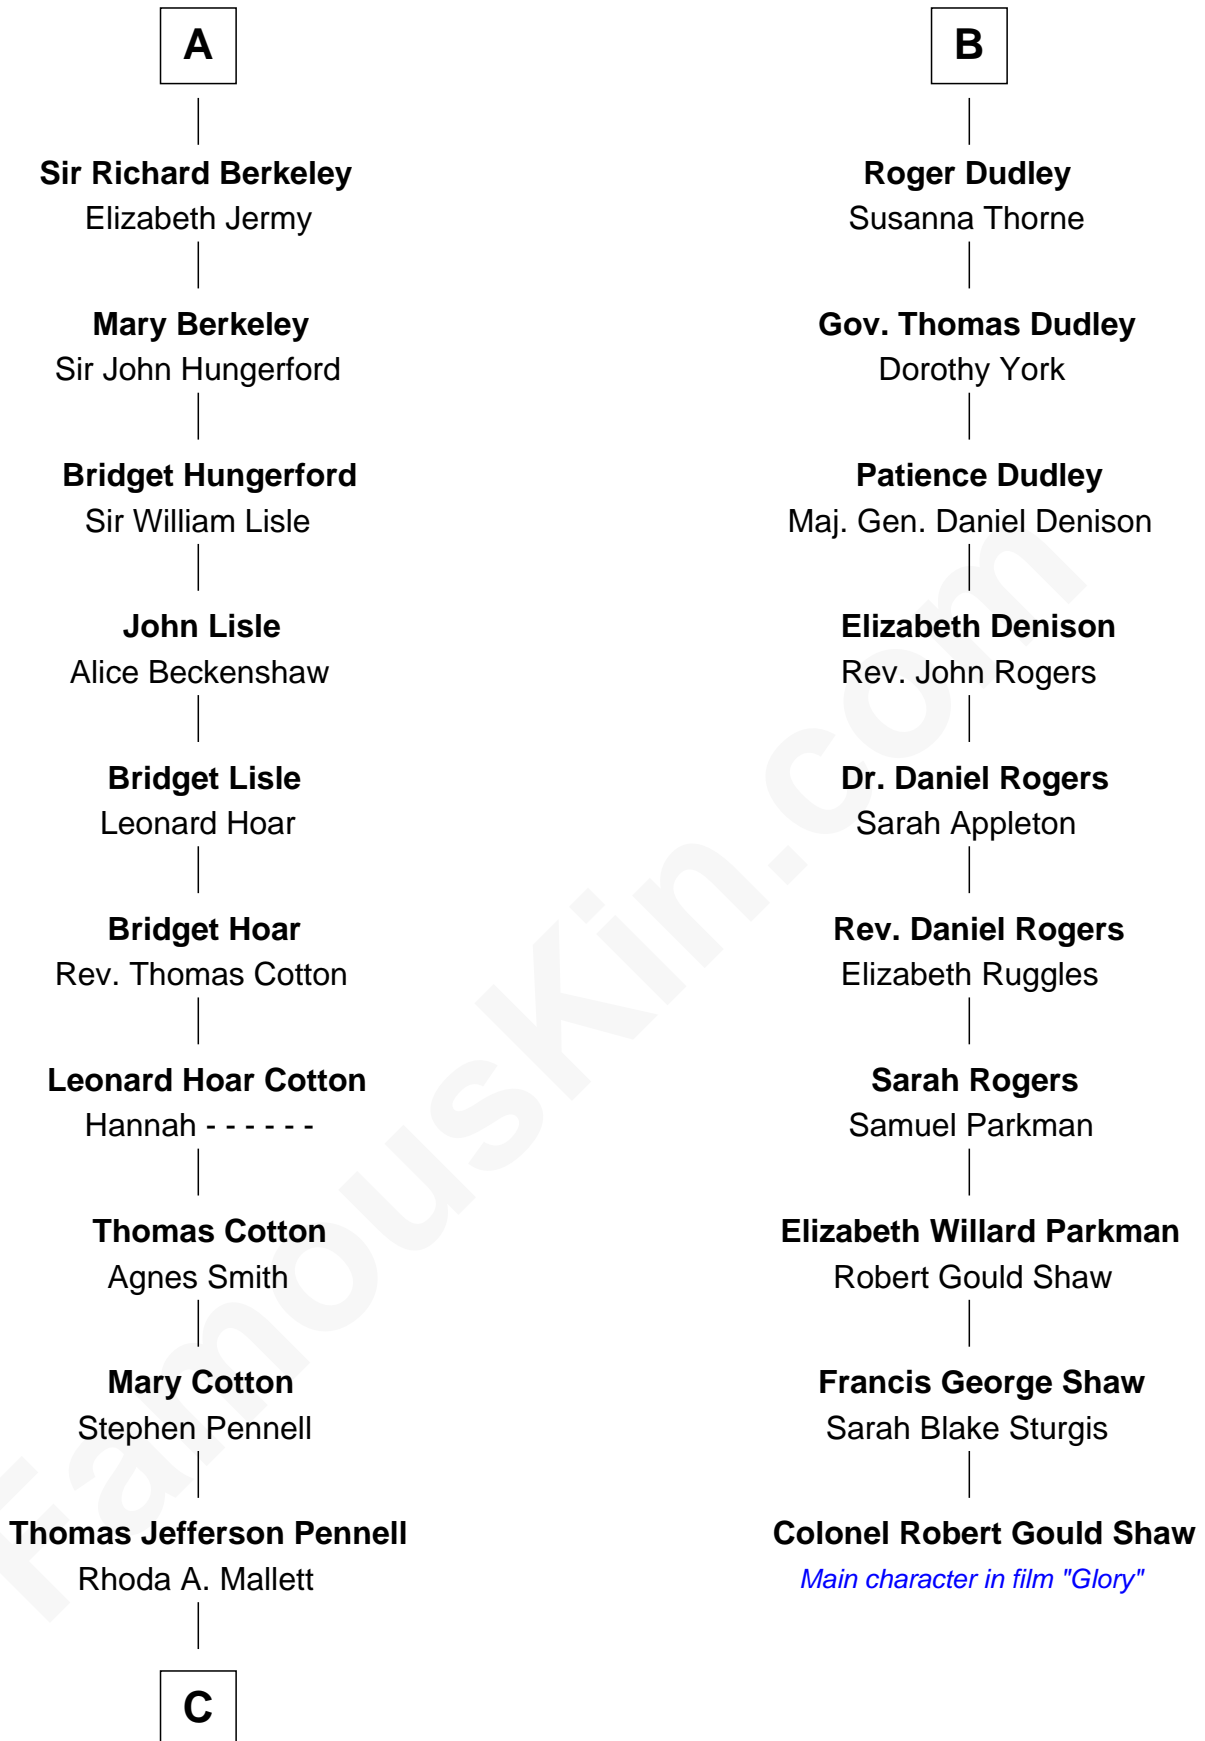 A
Sir Richard Berkeley
Elizabeth Jermy
Mary Berkeley
Sir John Hungerford
Bridget Hungerford
Sir William Lisle
John Lisle
Alice Beckenshaw
Bridget Lisle
Leonard Hoar
Bridget Hoar
Rev. Thomas Cotton
Leonard Hoar Cotton
Hannah - - - - - -
Thomas Cotton
Agnes Smith
Mary Cotton
Stephen Pennell
Thomas Jefferson Pennell
Rhoda A. Mallett
C
B
Roger Dudley
Susanna Thorne
Gov. Thomas Dudley
Dorothy York
Patience Dudley
Maj. Gen. Daniel Denison
Elizabeth Denison
Rev. John Rogers
Dr. Daniel Rogers
Sarah Appleton
Rev. Daniel Rogers
Elizabeth Ruggles
Sarah Rogers
Samuel Parkman
Elizabeth Willard Parkman
Robert Gould Shaw
Francis George Shaw
Sarah Blake Sturgis
Colonel Robert Gould Shaw
Main character in film "Glory"
FamousKin.com